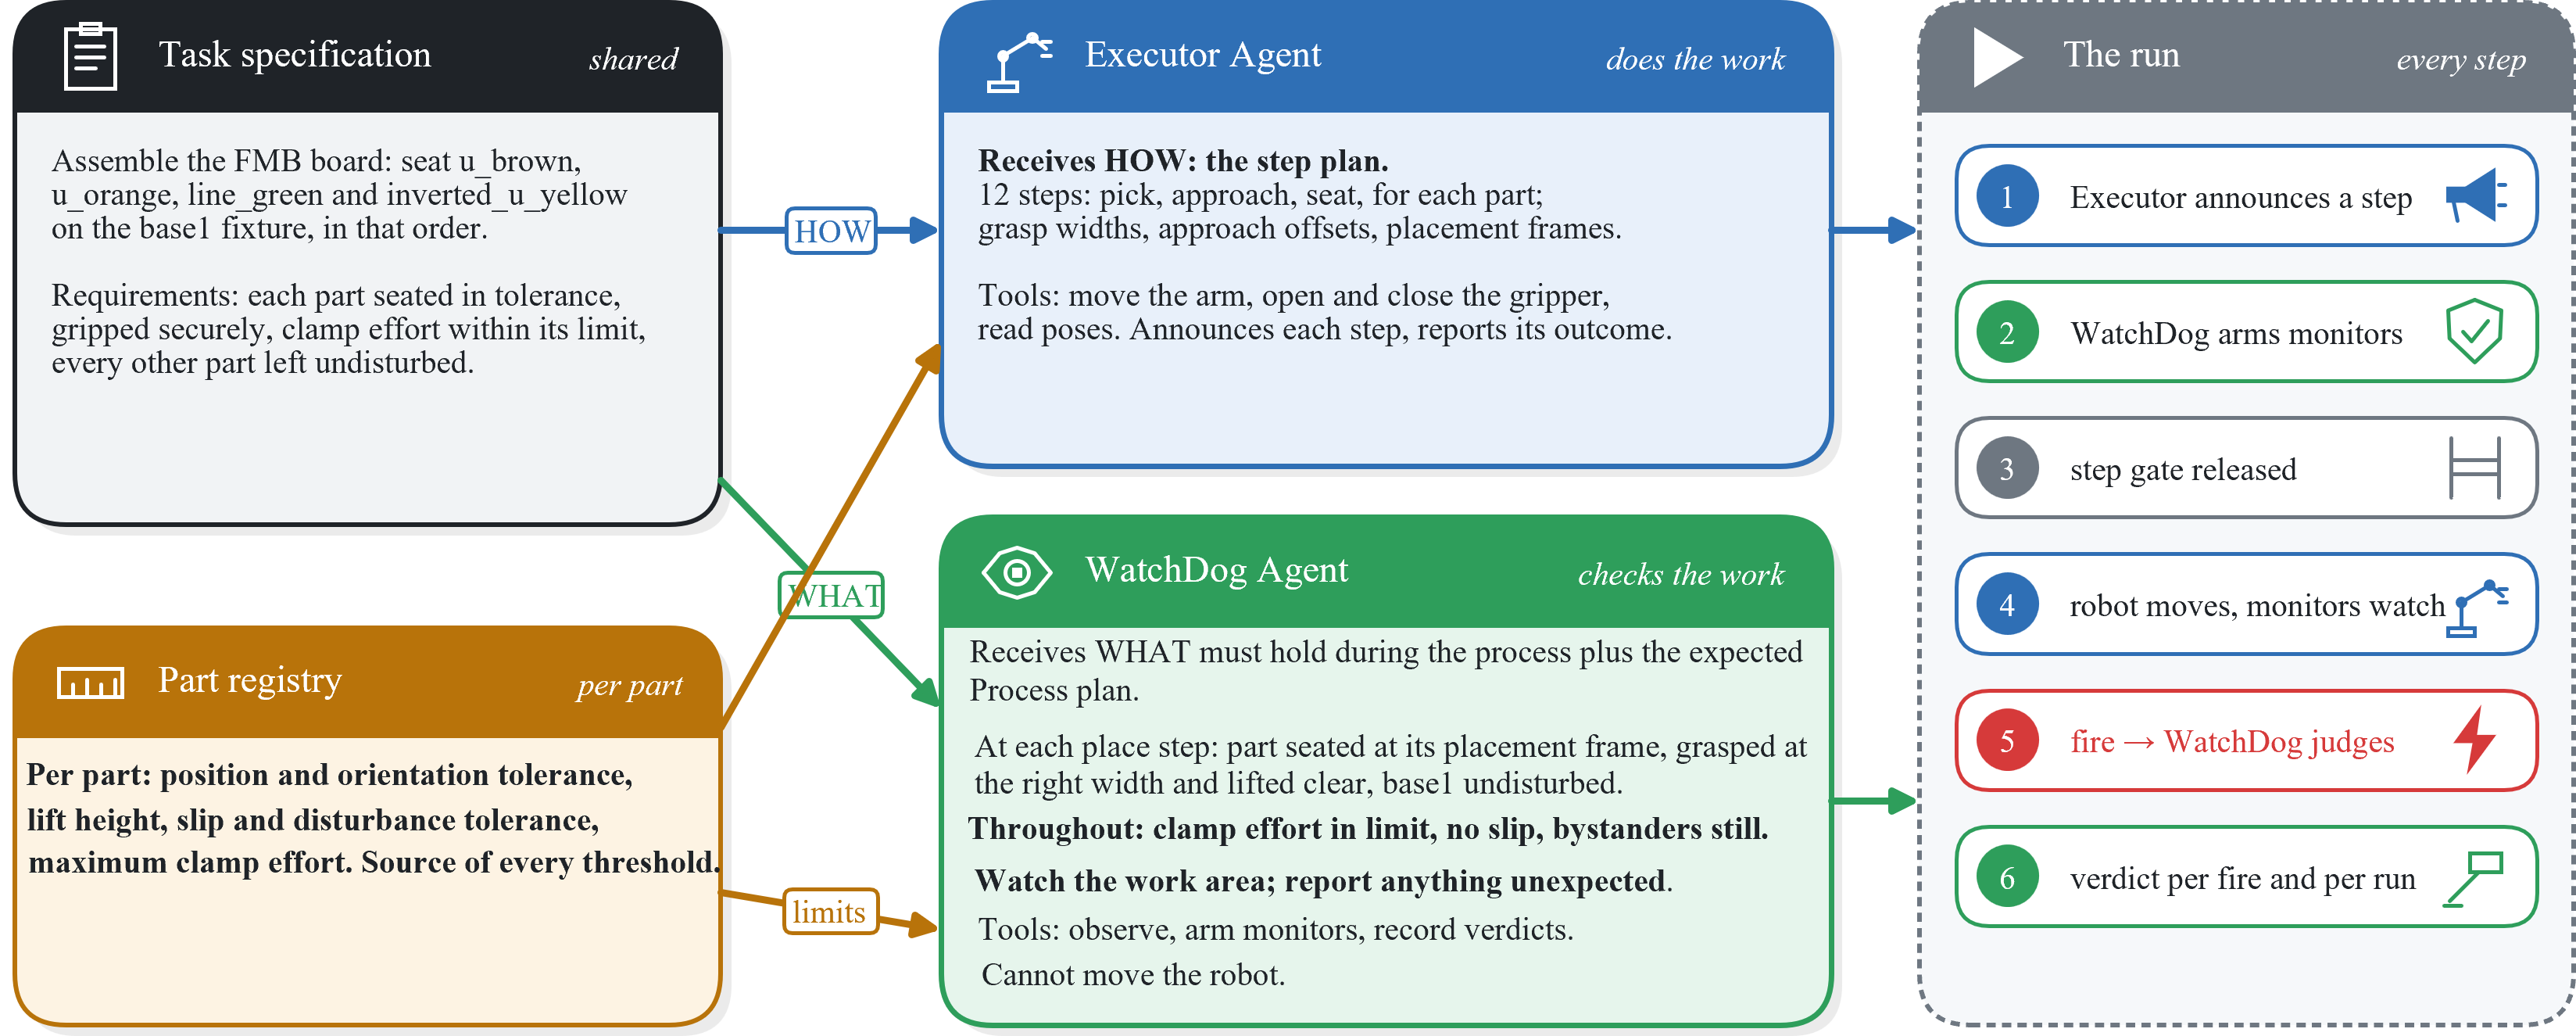 Task specification
shared
Assemble the FMB board: seat u_brown,
u_orange, line_green and inverted_u_yellow
on the base1 fixture, in that order.
Requirements: each part seated in tolerance,
gripped securely, clamp effort within its limit,
every other part left undisturbed.
Part registry
per part
Per part: position and orientation tolerance,
lift height, slip and disturbance tolerance,
maximum clamp effort. Source of every threshold.
HOW
WHAT
limits
Executor Agent
does the work
Receives HOW: the step plan.
12 steps: pick, approach, seat, for each part;
grasp widths, approach offsets, placement frames.
Tools: move the arm, open and close the gripper,
read poses. Announces each step, reports its outcome.
WatchDog Agent
checks the work
Receives WHAT must hold during the process plus the expected
Process plan.
At each place step: part seated at its placement frame, grasped at
the right width and lifted clear, base1 undisturbed.
Throughout: clamp effort in limit, no slip, bystanders still.
Watch the work area; report anything unexpected.
Tools: observe, arm monitors, record verdicts.
Cannot move the robot.
The run
every step
1 Executor announces a step
2 WatchDog arms monitors
3 step gate released
4 robot moves, monitors watch
5 fire → WatchDog judges
6 verdict per fire and per run